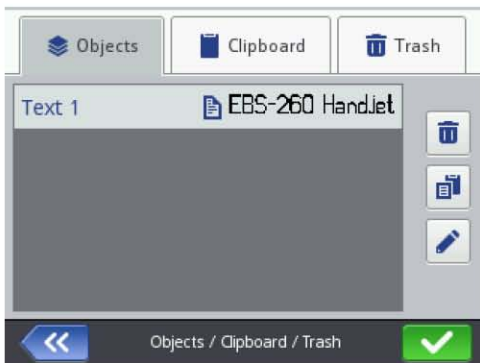 Objects
Clipboard
Trash
Text 1 EBS-260 HandJet
Objects / Clipboard / Trash